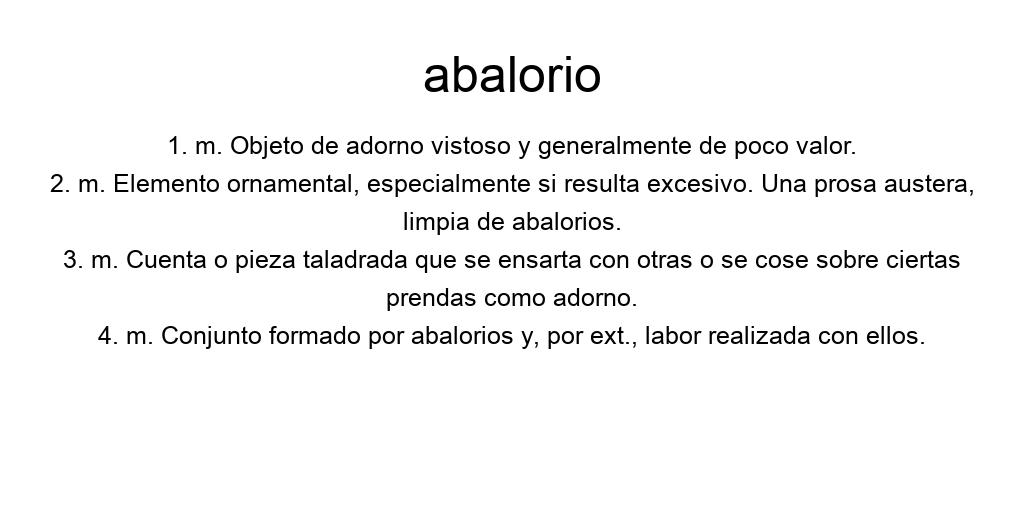 abalorio
1. m. Objeto de adorno vistoso y generalmente de poco valor.
2. m. Elemento ornamental, especialmente si resulta excesivo. Una prosa austera,
limpia de abalorios.
3. m. Cuenta o pieza taladrada que se ensarta con otras o se cose sobre ciertas
prendas como adorno.
4. m. Conjunto formado por abalorios y, por ext., labor realizada con ellos.